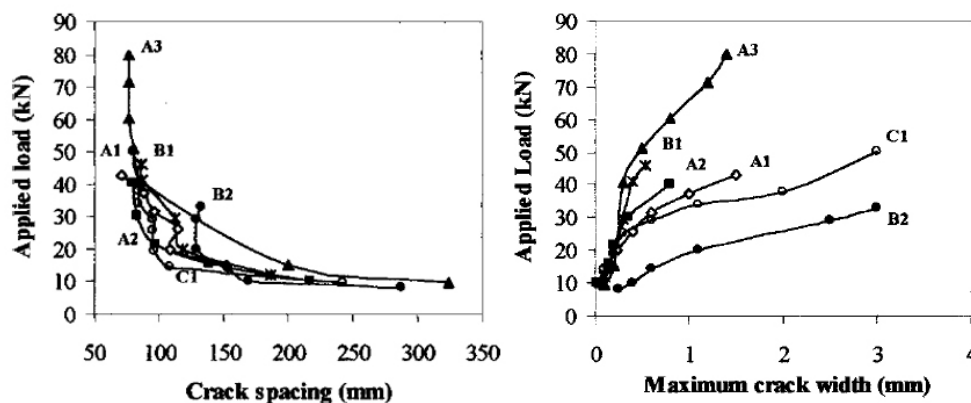 Applied load (kN)
90
80
70
60
50
40
30
20
10
0
A3
A1
B1
B2
A2
C1
50 100 150 200 250 300 350
Crack spacing (mm)
Applied Load (kN)
90
80
70
60
50
40
30
20
10
0
A3
C1
B1
A2
A1
B2
0 1 2 3 4
Maximum crack width (mm)